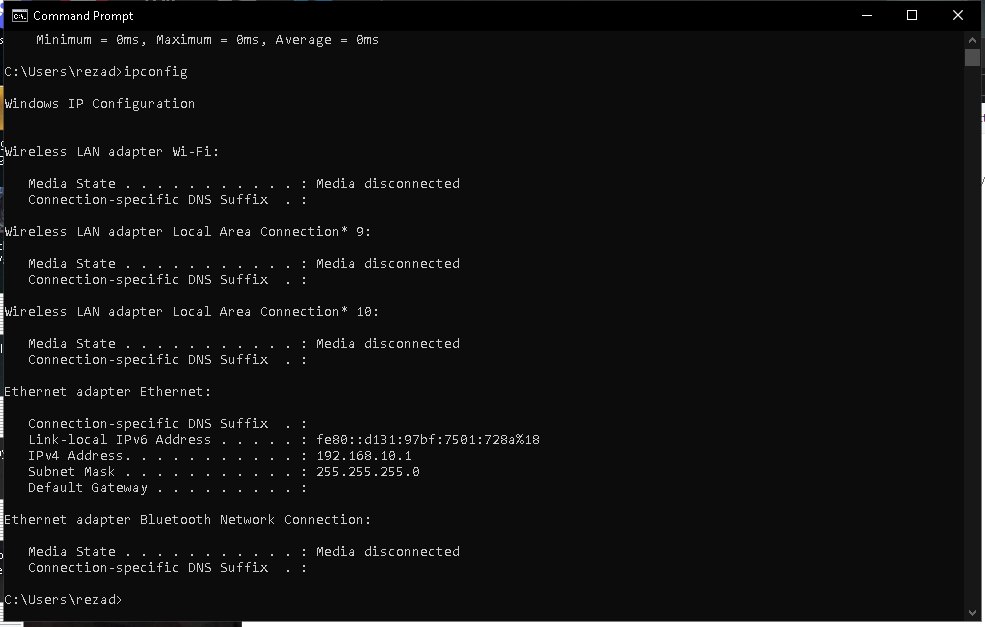 Command Prompt
Minimum = 0ms, Maximum = 0ms, Average = 0ms
C:\Users\rezad>ipconfig
Windows IP Configuration
Wireless LAN adapter Wi-Fi:
Media State . . . . . . . . . . . : Media disconnected
Connection-specific DNS Suffix  . :
Wireless LAN adapter Local Area Connection* 9:
Media State . . . . . . . . . . . : Media disconnected
Connection-specific DNS Suffix  . :
Wireless LAN adapter Local Area Connection* 10:
Media State . . . . . . . . . . . : Media disconnected
Connection-specific DNS Suffix  . :
Ethernet adapter Ethernet:
Connection-specific DNS Suffix  . :
Link-local IPv6 Address . . . . . : fe80::d131:97bf:7501:728a%18
IPv4 Address. . . . . . . . . . . : 192.168.10.1
Subnet Mask . . . . . . . . . . . : 255.255.255.0
Default Gateway . . . . . . . . . :
Ethernet adapter Bluetooth Network Connection:
Media State . . . . . . . . . . . : Media disconnected
Connection-specific DNS Suffix  . :
C:\Users\rezad>